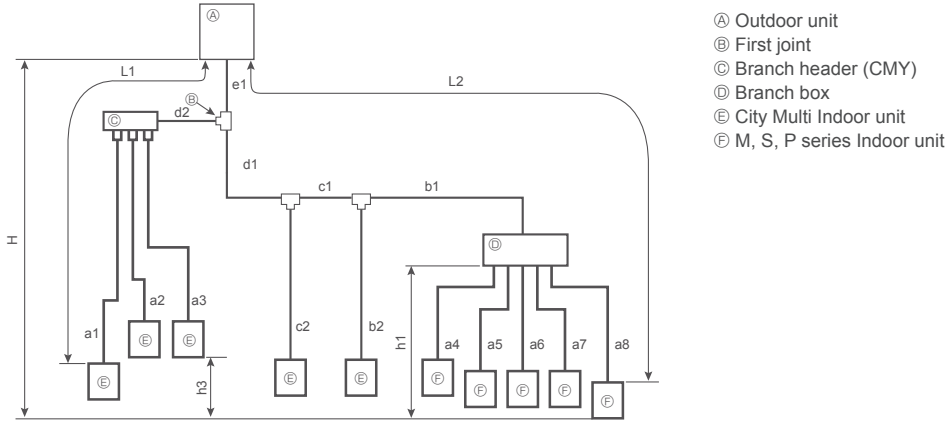 Ⓐ
Ⓐ Outdoor unit
Ⓑ First joint
Ⓒ Branch header (CMY)
Ⓓ Branch box
Ⓔ City Multi Indoor unit
Ⓕ M, S, P series Indoor unit
L1
e1
L2
Ⓑ
d2
Ⓒ
d1
c1
b1
H
Ⓓ
a1
a2
a3
c2
b2
h1
a4
a5
a6
a7
a8
Ⓔ
Ⓔ
Ⓔ
h3
Ⓔ
Ⓔ
Ⓕ
Ⓕ
Ⓕ
Ⓕ
Ⓕ